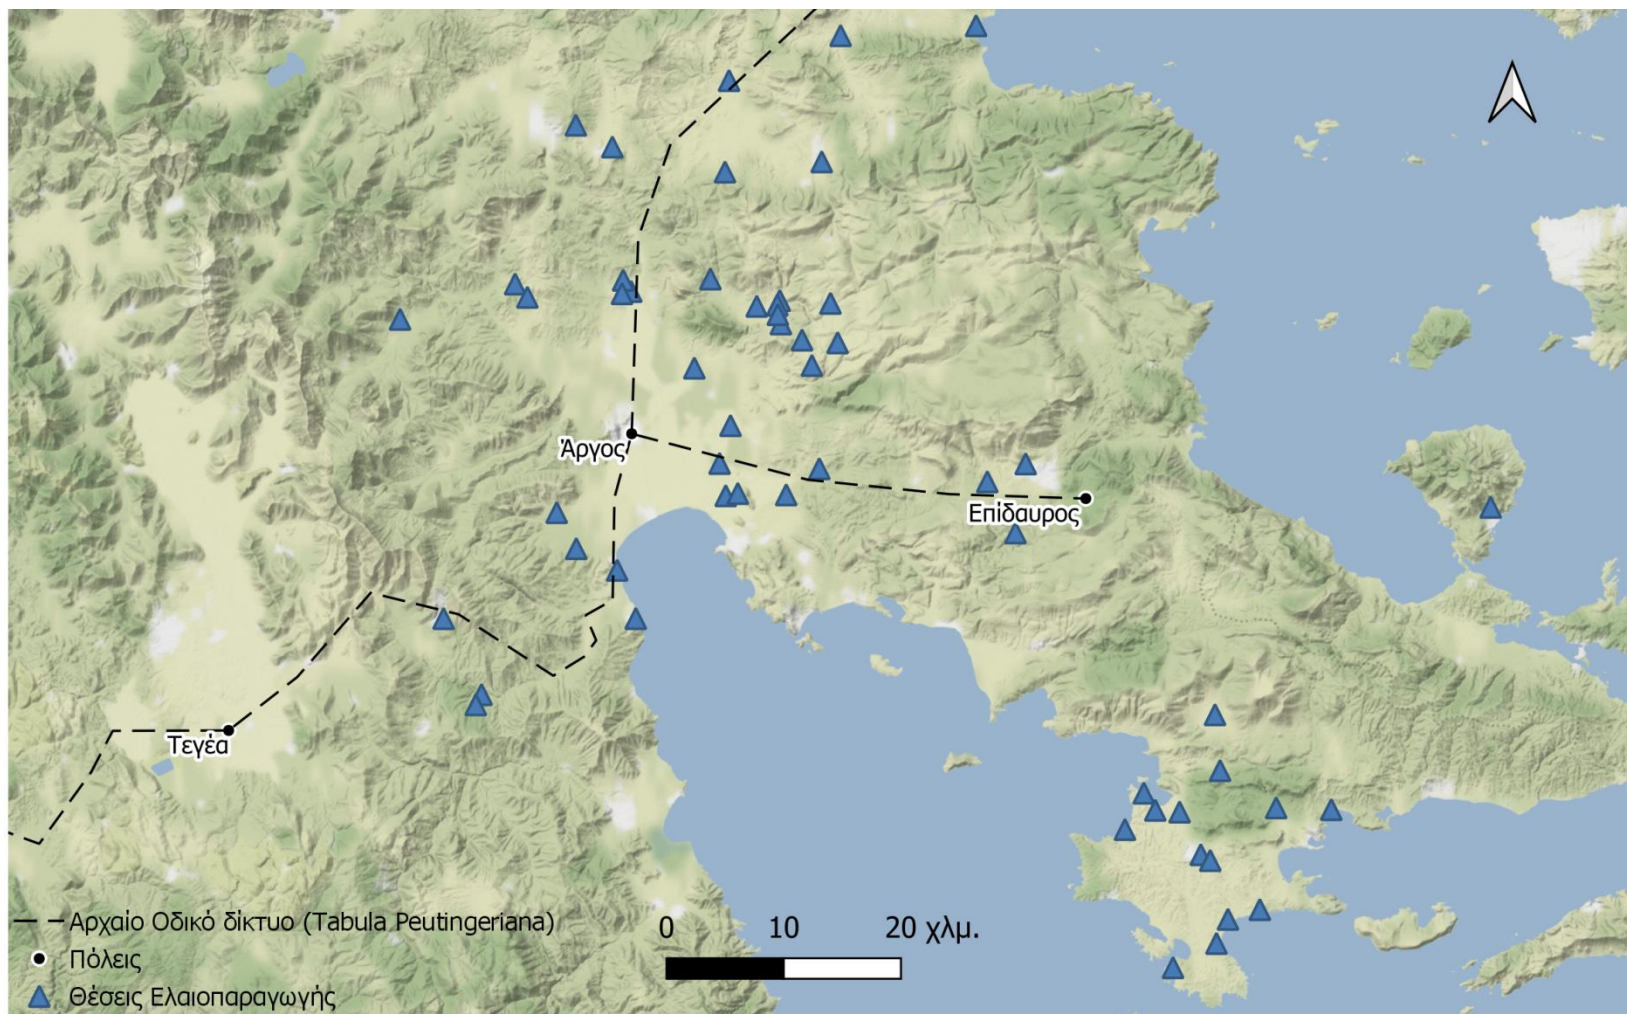 Άργος
Επίδαυρος
Τεγέα
Αρχαίο Οδικό δίκτυο (Tabula Peutingeriana)
Πόλεις
Θέσεις Ελαιοπαραγωγής
0 10 20 χλμ.